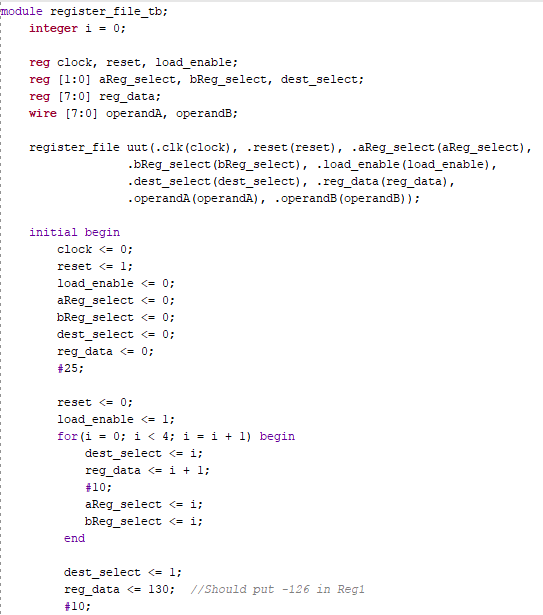 module register_file_tb;
integer i = 0;
reg clock, reset, load_enable;
reg [1:0] aReg_select, bReg_select, dest_select;
reg [7:0] reg_data;
wire [7:0] operandA, operandB;
register_file uut(.clk(clock), .reset(reset), .aReg_select(aReg_select),
.bReg_select(bReg_select), .load_enable(load_enable),
.dest_select(dest_select), .reg_data(reg_data),
.operandA(operandA), .operandB(operandB));
initial begin
clock <= 0;
reset <= 1;
load_enable <= 0;
aReg_select <= 0;
bReg_select <= 0;
dest_select <= 0;
reg_data <= 0;
#25;
reset <= 0;
load_enable <= 1;
for(i = 0; i < 4; i = i + 1) begin
dest_select <= i;
reg_data <= i + 1;
#10;
aReg_select <= i;
bReg_select <= i;
end
dest_select <= 1;
reg_data <= 130;  //Should put -126 in Reg1
#10;